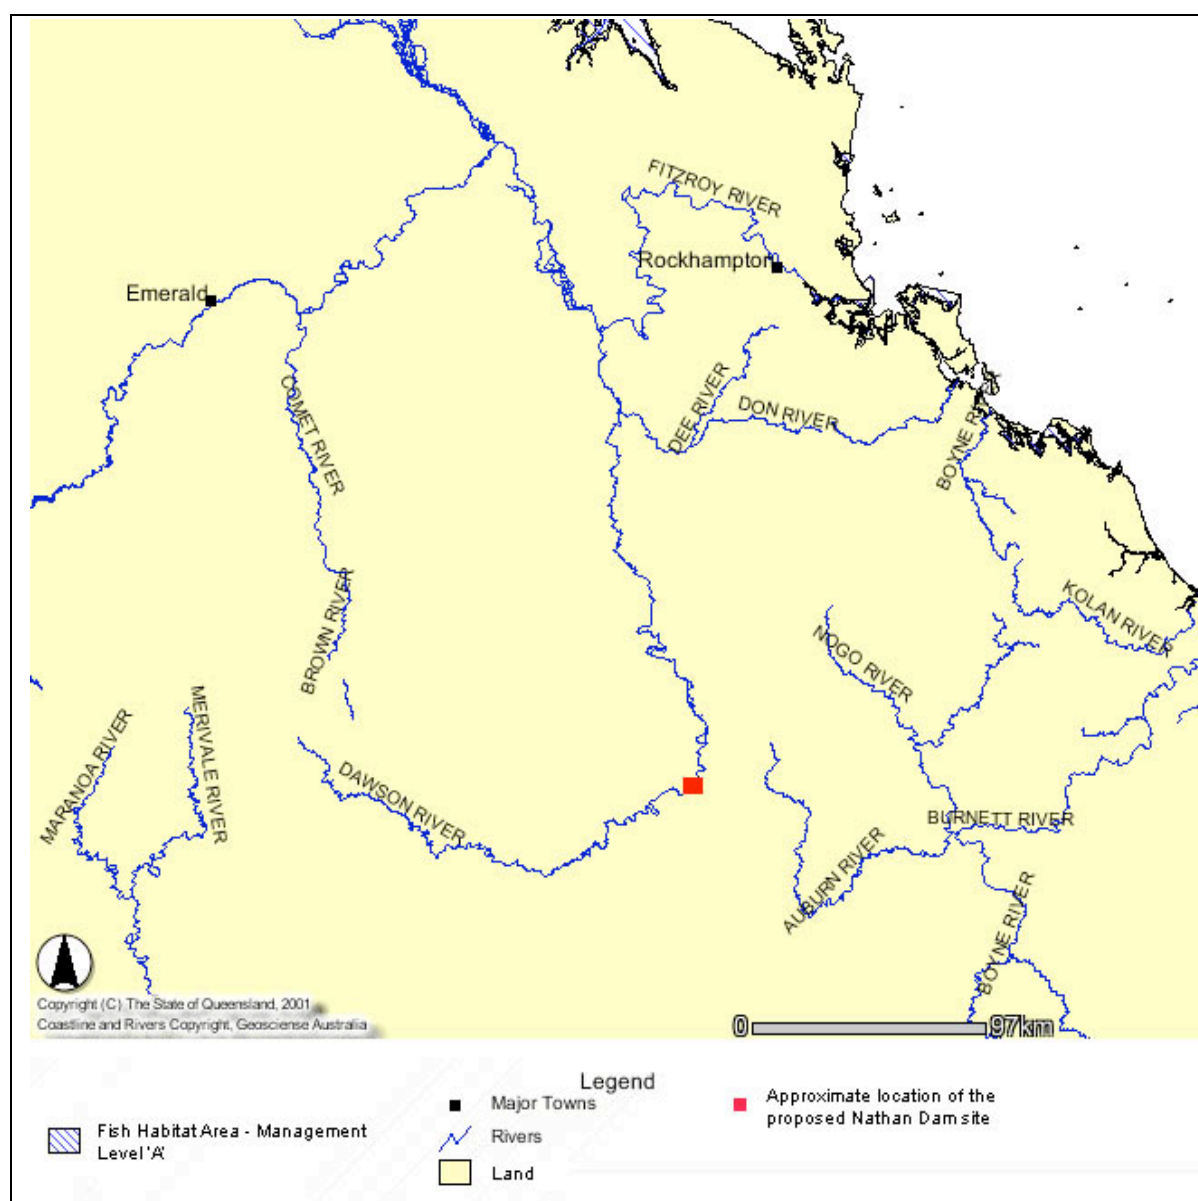 FITZROY RIVER
Rockhampton
Emerald
DEE RIVER
DON RIVER
COMET RIVER
BOYNE RI
BROWN RIVER
KOLAN RIVER
NOGO RIVER
MERIVALE RIVER
MARANOA RIVER
DAWSON RIVER
BURNETT RIVER
AUBURN RIVER
BOYNE RIVER
Copyright (C) The State of Queensland, 2001
Coastline and Rivers Copyright, Geosciense Australia
0 97km
Legend
Major Towns
Approximate location of the
proposed Nathan Dam site
Fish Habitat Area - Management
Level 'A'
Rivers
Land